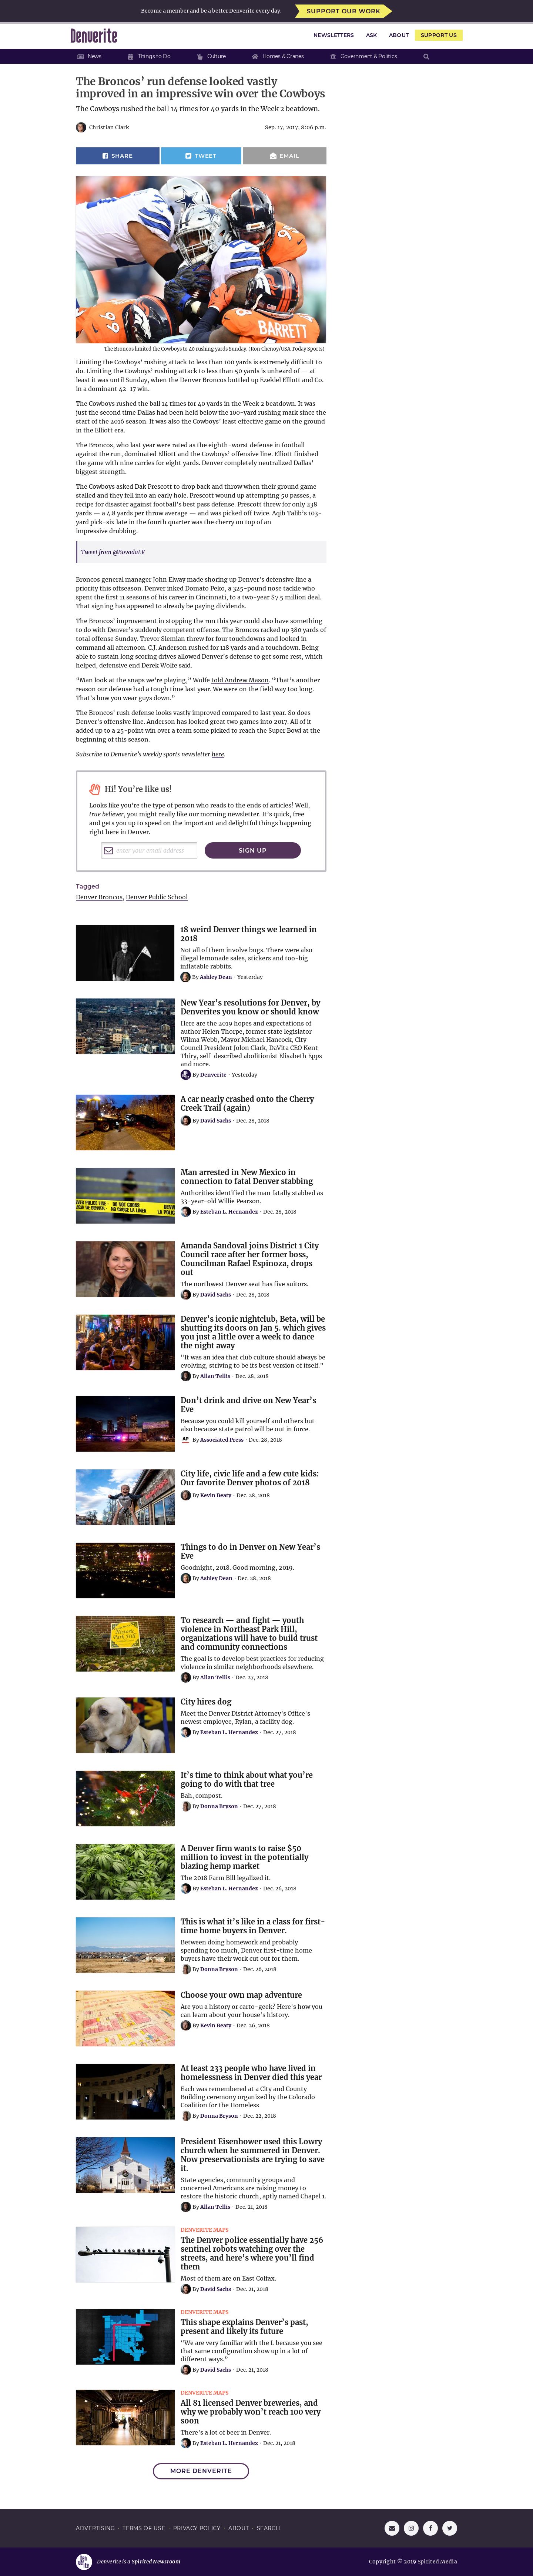 Become a member and be a better Denverite every day.
SUPPORT OUR WORK
Denverite
NEWSLETTERS ASK ABOUT SUPPORT US
News Things to Do Culture Homes & Cranes Government & Politics
The Broncos’ run defense looked vastly
improved in an impressive win over the Cowboys
The Cowboys rushed the ball 14 times for 40 yards in the Week 2 beatdown.
Christian Clark
Sep. 17, 2017, 8:06 p.m.
SHARE
TWEET
EMAIL
BARRETT
The Broncos limited the Cowboys to 40 rushing yards Sunday. (Ron Chenoy/USA Today Sports)
Limiting the Cowboys’ rushing attack to less than 100 yards is extremely difficult to
do. Limiting the Cowboys’ rushing attack to less than 50 yards is unheard of — at
least it was until Sunday, when the Denver Broncos bottled up Ezekiel Elliott and Co.
in a dominant 42-17 win.
The Cowboys rushed the ball 14 times for 40 yards in the Week 2 beatdown. It was
just the second time Dallas had been held below the 100-yard rushing mark since the
start of the 2016 season. It was also the Cowboys’ least effective game on the ground
in the Elliott era.
The Broncos, who last year were rated as the eighth-worst defense in football
against the run, dominated Elliott and the Cowboys’ offensive line. Elliott finished
the game with nine carries for eight yards. Denver completely neutralized Dallas’
biggest strength.
The Cowboys asked Dak Prescott to drop back and throw when their ground game
stalled and they fell into an early hole. Prescott wound up attempting 50 passes, a
recipe for disaster against football’s best pass defense. Prescott threw for only 238
yards — a 4.8 yards per throw average — and was picked off twice. Aqib Talib’s 103-
yard pick-six late in the fourth quarter was the cherry on top of an
impressive drubbing.
Tweet from @BovadaLV
Broncos general manager John Elway made shoring up Denver’s defensive line a
priority this offseason. Denver inked Domato Peko, a 325-pound nose tackle who
spent the first 11 seasons of his career in Cincinnati, to a two-year $7.5 million deal.
That signing has appeared to already be paying dividends.
The Broncos’ improvement in stopping the run this year could also have something
to do with Denver’s suddenly competent offense. The Broncos racked up 380 yards of
total offense Sunday. Trevor Siemian threw for four touchdowns and looked in
command all afternoon. C.J. Anderson rushed for 118 yards and a touchdown. Being
able to sustain long scoring drives allowed Denver’s defense to get some rest, which
helped, defensive end Derek Wolfe said.
“Man look at the snaps we’re playing,” Wolfe told Andrew Mason. “That’s another
reason our defense had a tough time last year. We were on the field way too long.
That’s how you wear guys down.”
The Broncos’ rush defense looks vastly improved compared to last year. So does
Denver’s offensive line. Anderson has looked great two games into 2017. All of it
added up to a 25-point win over a team some picked to reach the Super Bowl at the
beginning of this season.
Subscribe to Denverite’s weekly sports newsletter here.
Hi! You’re like us!
Looks like you’re the type of person who reads to the ends of articles! Well,
true believer, you might really like our morning newsletter. It’s quick, free
and gets you up to speed on the important and delightful things happening
right here in Denver.
enter your email address
SIGN UP
Tagged
Denver Broncos, Denver Public School
18 weird Denver things we learned in
2018
Not all of them involve bugs. There were also
illegal lemonade sales, stickers and too-big
inflatable rabbits.
By Ashley Dean - Yesterday
New Year’s resolutions for Denver, by
Denverites you know or should know
Here are the 2019 hopes and expectations of
author Helen Thorpe, former state legislator
Wilma Webb, Mayor Michael Hancock, City
Council President Jolon Clark, DaVita CEO Kent
Thiry, self-described abolitionist Elisabeth Epps
and more.
By Denverite - Yesterday
A car nearly crashed onto the Cherry
Creek Trail (again)
By David Sachs - Dec. 28, 2018
Man arrested in New Mexico in
connection to fatal Denver stabbing
Authorities identified the man fatally stabbed as
33-year-old Willie Pearson.
By Esteban L. Hernandez - Dec. 28, 2018
Amanda Sandoval joins District 1 City
Council race after her former boss,
Councilman Rafael Espinoza, drops
out
The northwest Denver seat has five suitors.
By David Sachs - Dec. 28, 2018
Denver’s iconic nightclub, Beta, will be
shutting its doors on Jan 5. which gives
you just a little over a week to dance
the night away
“It was an idea that club culture should always be
evolving, striving to be its best version of itself.”
By Allan Tellis - Dec. 28, 2018
Don’t drink and drive on New Year’s
Eve
Because you could kill yourself and others but
also because state patrol will be out in force.
AP By Associated Press - Dec. 28, 2018
City life, civic life and a few cute kids:
Our favorite Denver photos of 2018
By Kevin Beaty - Dec. 28, 2018
Things to do in Denver on New Year’s
Eve
Goodnight, 2018. Good morning, 2019.
By Ashley Dean - Dec. 28, 2018
To research — and fight — youth
violence in Northeast Park Hill,
organizations will have to build trust
and community connections
The goal is to develop best practices for reducing
violence in similar neighborhoods elsewhere.
By Allan Tellis - Dec. 27, 2018
City hires dog
Meet the Denver District Attorney’s Office’s
newest employee, Rylan, a facility dog.
By Esteban L. Hernandez - Dec. 27, 2018
It’s time to think about what you’re
going to do with that tree
Bah, compost.
By Donna Bryson - Dec. 27, 2018
A Denver firm wants to raise $50
million to invest in the potentially
blazing hemp market
The 2018 Farm Bill legalized it.
By Esteban L. Hernandez - Dec. 26, 2018
This is what it’s like in a class for first-
time home buyers in Denver.
Between doing homework and probably
spending too much, Denver first-time home
buyers have their work cut out for them.
By Donna Bryson - Dec. 26, 2018
Choose your own map adventure
Are you a history or carto-geek? Here’s how you
can learn about your house’s history.
By Kevin Beaty - Dec. 26, 2018
At least 233 people who have lived in
homelessness in Denver died this year
Each was remembered at a City and County
Building ceremony organized by the Colorado
Coalition for the Homeless
By Donna Bryson - Dec. 22, 2018
President Eisenhower used this Lowry
church when he summered in Denver.
Now preservationists are trying to save
it.
State agencies, community groups and
concerned Americans are raising money to
restore the historic church, aptly named Chapel 1.
By Allan Tellis - Dec. 21, 2018
DENVERITE MAPS
The Denver police essentially have 256
sentinel robots watching over the
streets, and here’s where you’ll find
them
Most of them are on East Colfax.
By David Sachs - Dec. 21, 2018
DENVERITE MAPS
This shape explains Denver’s past,
present and likely its future
“We are very familiar with the L because you see
that same configuration show up in a lot of
different ways.”
By David Sachs - Dec. 21, 2018
DENVERITE MAPS
All 81 licensed Denver breweries, and
why we probably won’t reach 100 very
soon
There’s a lot of beer in Denver.
By Esteban L. Hernandez - Dec. 21, 2018
MORE DENVERITE
ADVERTISING - TERMS OF USE - PRIVACY POLICY - ABOUT - SEARCH
Denverite is a Spirited Newsroom
Copyright © 2019 Spirited Media